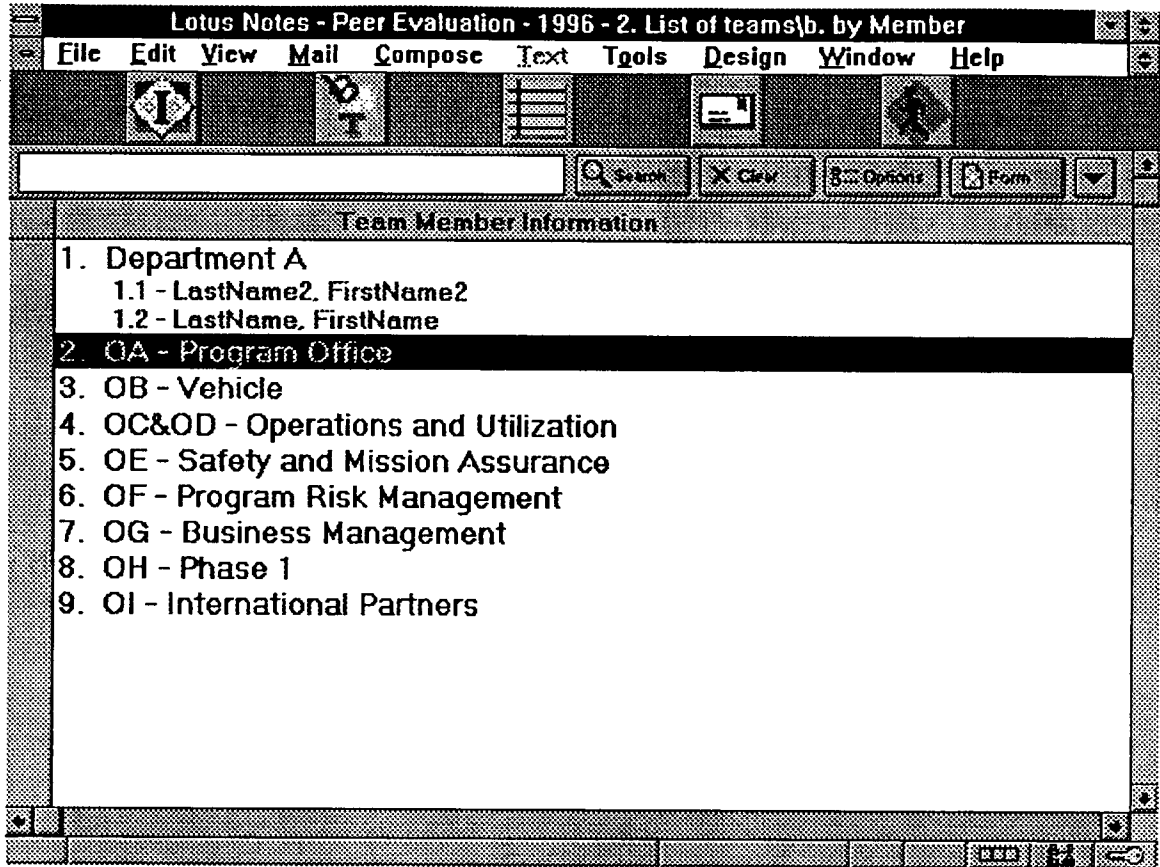 Lotus Notes - Peer Evaluation - 1996 - 2. List of teams\b. by Member
File Edit View Mail Compose Text Tools Design Window Help
I B T
Search Clear Options Form
Team Member Information
1. Department A
1.1 - LastName2, FirstName2
1.2 - LastName, FirstName
2. OA - Program Office
3. OB - Vehicle
4. OC&OD - Operations and Utilization
5. OE - Safety and Mission Assurance
6. OF - Program Risk Management
7. OG - Business Management
8. OH - Phase 1
9. OI - International Partners